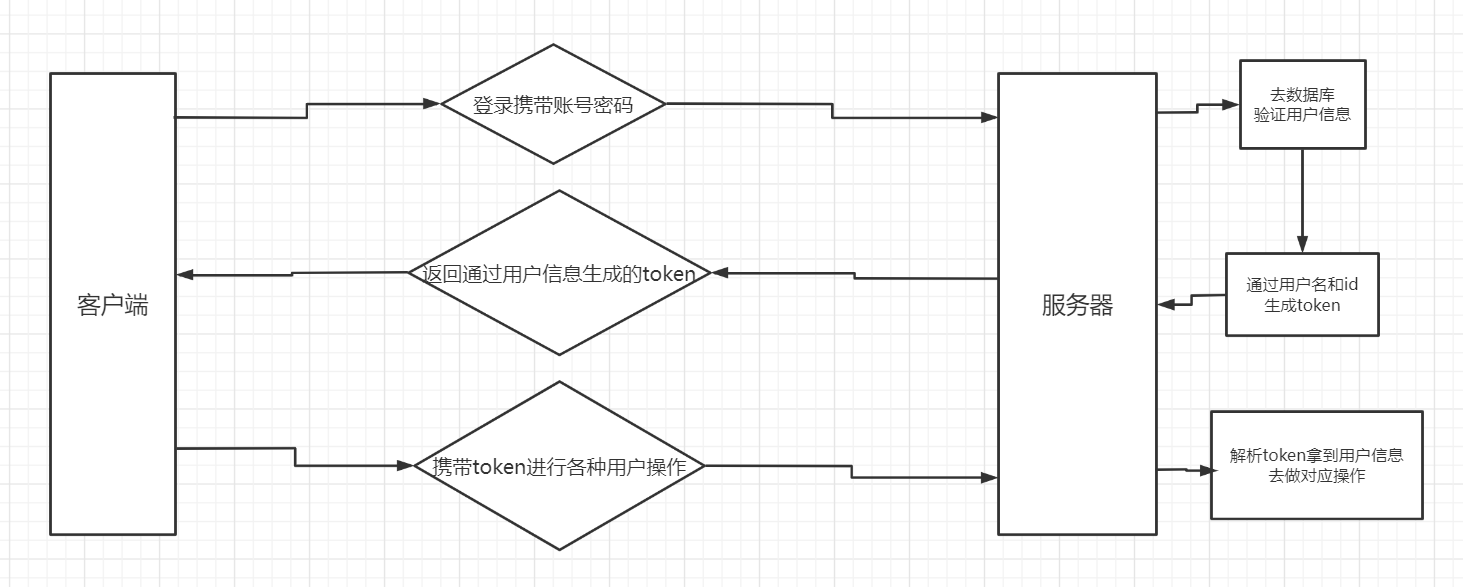 登录携带账号密码
去数据库
验证用户信息
客户端
返回通过用户信息生成的token
服务器
通过用户名和id
生成token
携带token进行各种用户操作
解析token拿到用户信息
去做对应操作